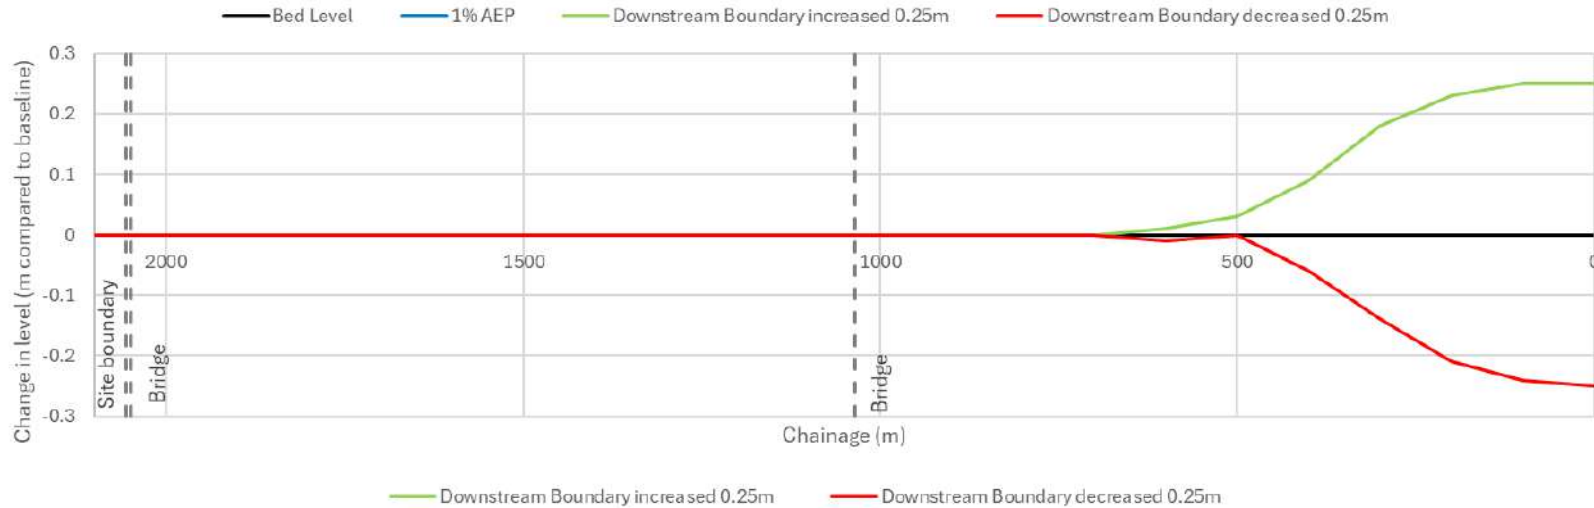 Bed Level 1% AEP Downstream Boundary increased 0.25m Downstream Boundary decreased 0.25m
Change in level (m compared to baseline)
0.3
0.2
0.1
0
-0.1
-0.2
-0.3
2000 1500 1000 500 0
Site boundary
Bridge
Bridge
Chainage (m)
Downstream Boundary increased 0.25m Downstream Boundary decreased 0.25m